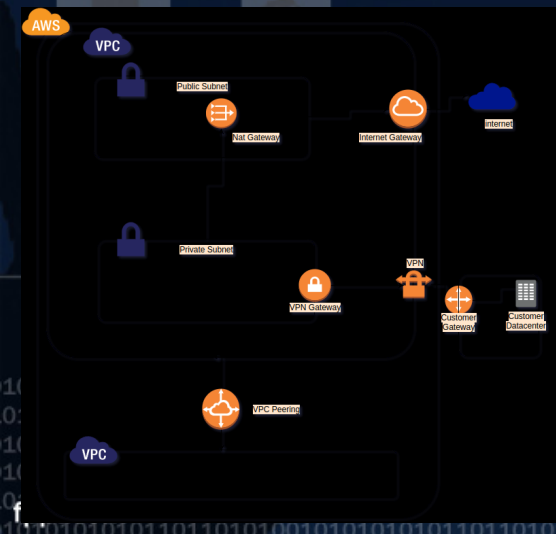 AWS
VPC
Public Subnet
Nat Gateway
Internet Gateway
internet
Private Subnet
VPN Gateway
VPN
Customer
Gateway
Customer
Datacenter
VPC Peering
VPC